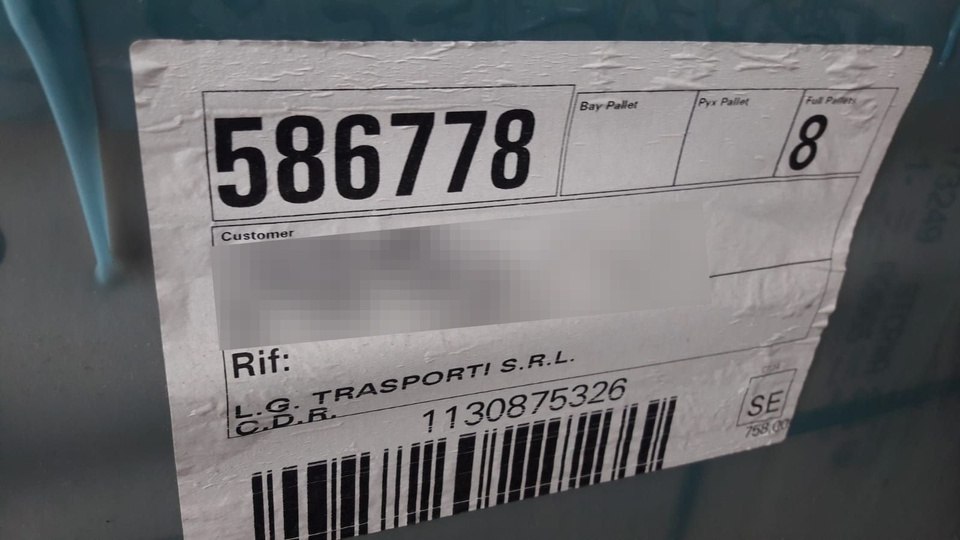 586778
Bay Pallet
Pyx Pallet
Full Pallets
8
Customer
Rif:
L.G. TRASPORTI S.R.L.
C.D.R.
1130875326
SE
758.00